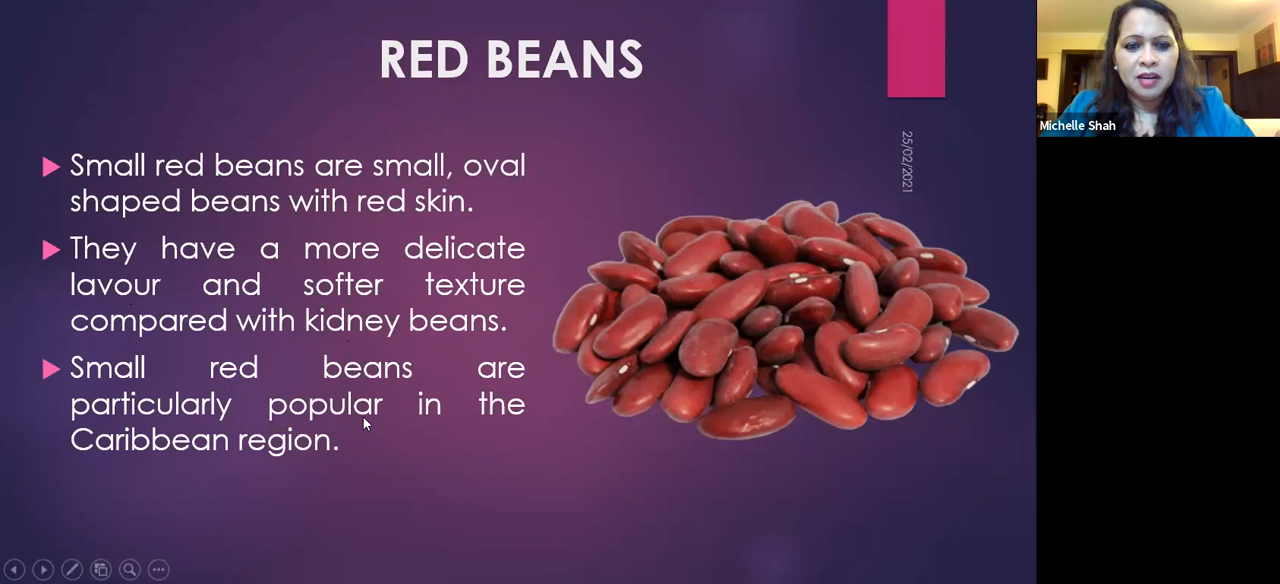 RED BEANS
25/02/2021
Small red beans are small, oval
shaped beans with red skin.
They have a more delicate
lavour and softer texture
compared with kidney beans.
Small red beans are
particularly popular in the
Caribbean region.
Michelle Shah